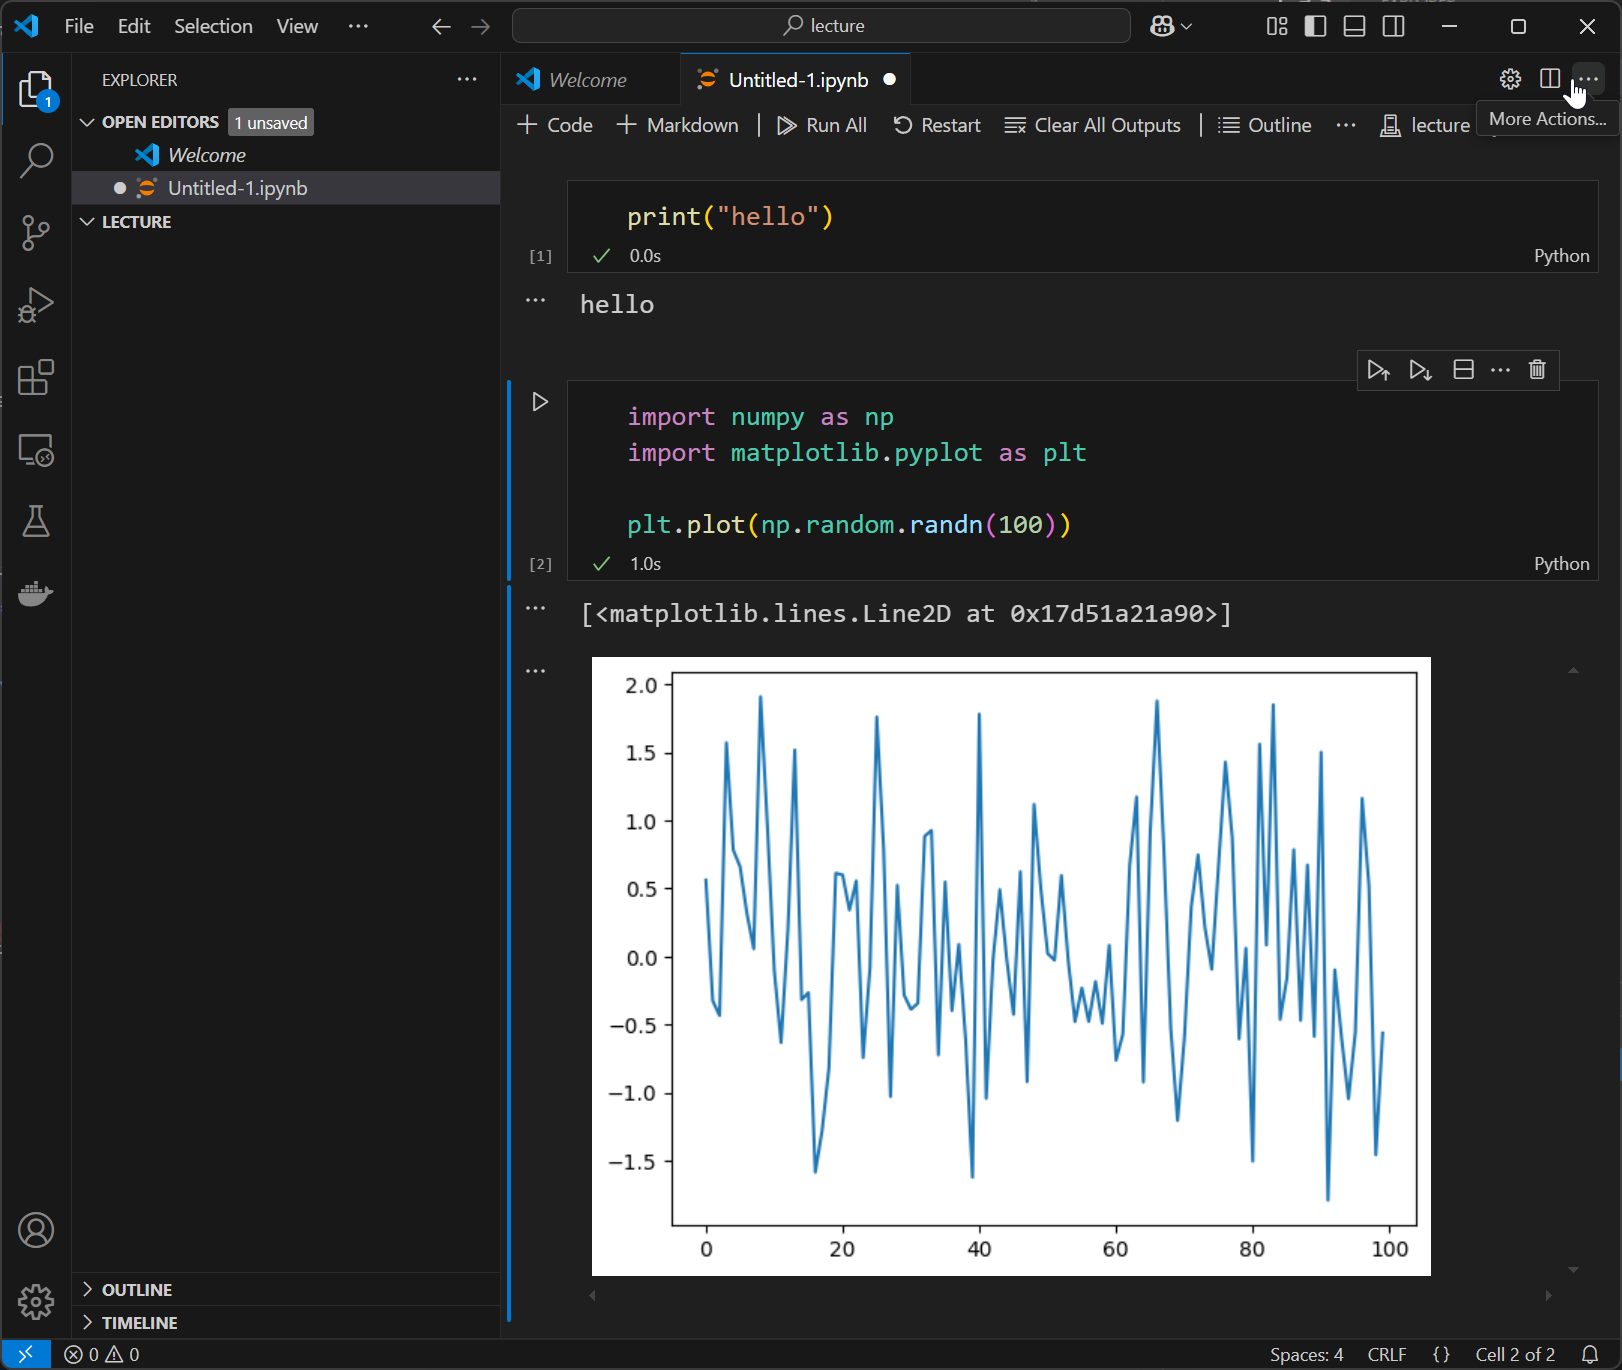 File Edit Selection View ··· lecture
EXPLORER ···
Welcome Untitled-1.ipynb
More Actions...
Code Markdown Run All Restart Clear All Outputs Outline ··· lecture
OPEN EDITORS 1 unsaved
Welcome
Untitled-1.ipynb
LECTURE
1
print("hello")
[1] 0.0s Python
hello
import numpy as np
import matplotlib.pyplot as plt
plt.plot(np.random.randn(100))
[2] 1.0s Python
[<matplotlib.lines.Line2D at 0x17d51a21a90>]
2.0
1.5
1.0
0.5
0.0
−0.5
−1.0
−1.5
0 20 40 60 80 100
OUTLINE
TIMELINE
0 0 Spaces: 4 CRLF {} Cell 2 of 2